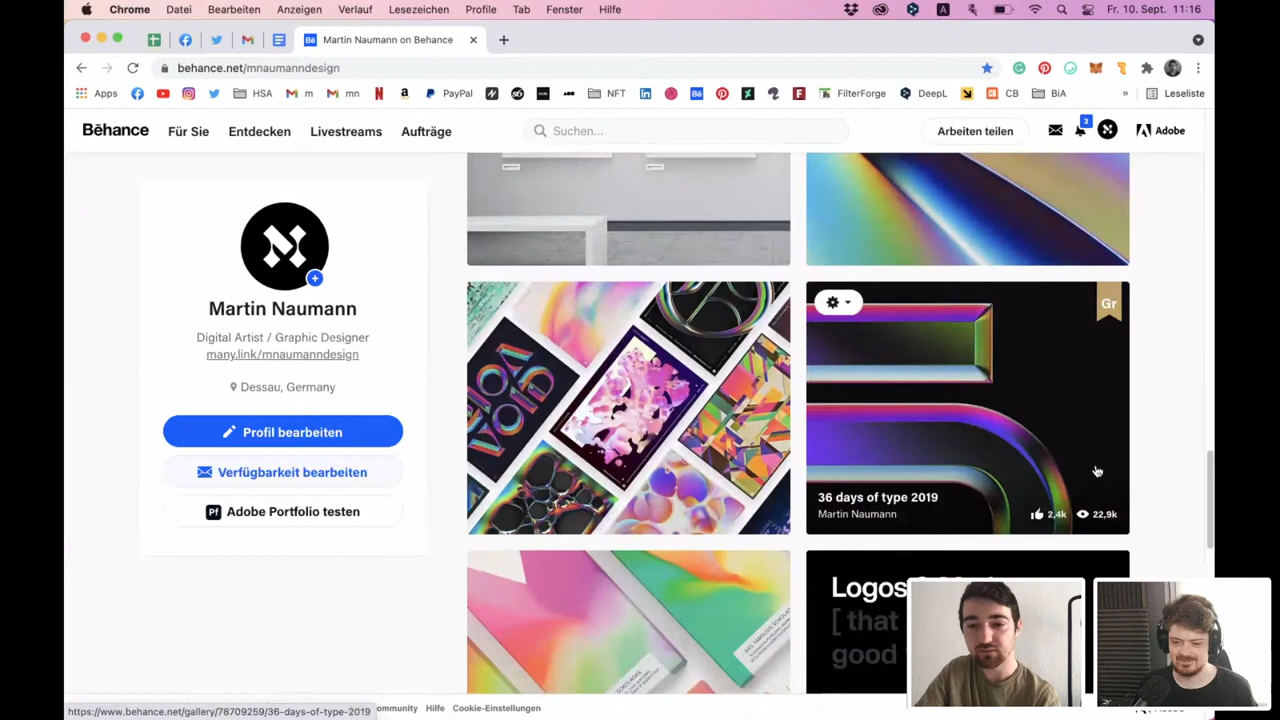 Chrome Datei Bearbeiten Anzeigen Verlauf Lesezeichen Profile Tab Fenster Hilfe Fr. 10. Sept. 11:16
Martin Naumann on Behance
behance.net/mnaumanndesign
Apps m mn PayPal NFT FilterForge DeepL CB BiA » Leseliste
Bēhance Für Sie Entdecken Livestreams Aufträge Suchen... Arbeiten teilen 3 Adobe
Martin Naumann
Digital Artist / Graphic Designer
many.link/mnaumanndesign
Dessau, Germany
Profil bearbeiten
Verfügbarkeit bearbeiten
Pf Adobe Portfolio testen
Gr
36 days of type 2019
Martin Naumann 2,4k 22,9k
Logos
[ that
good
https://www.behance.net/gallery/78709259/36-days-of-type-2019
ommunity Hilfe Cookie-Einstellungen